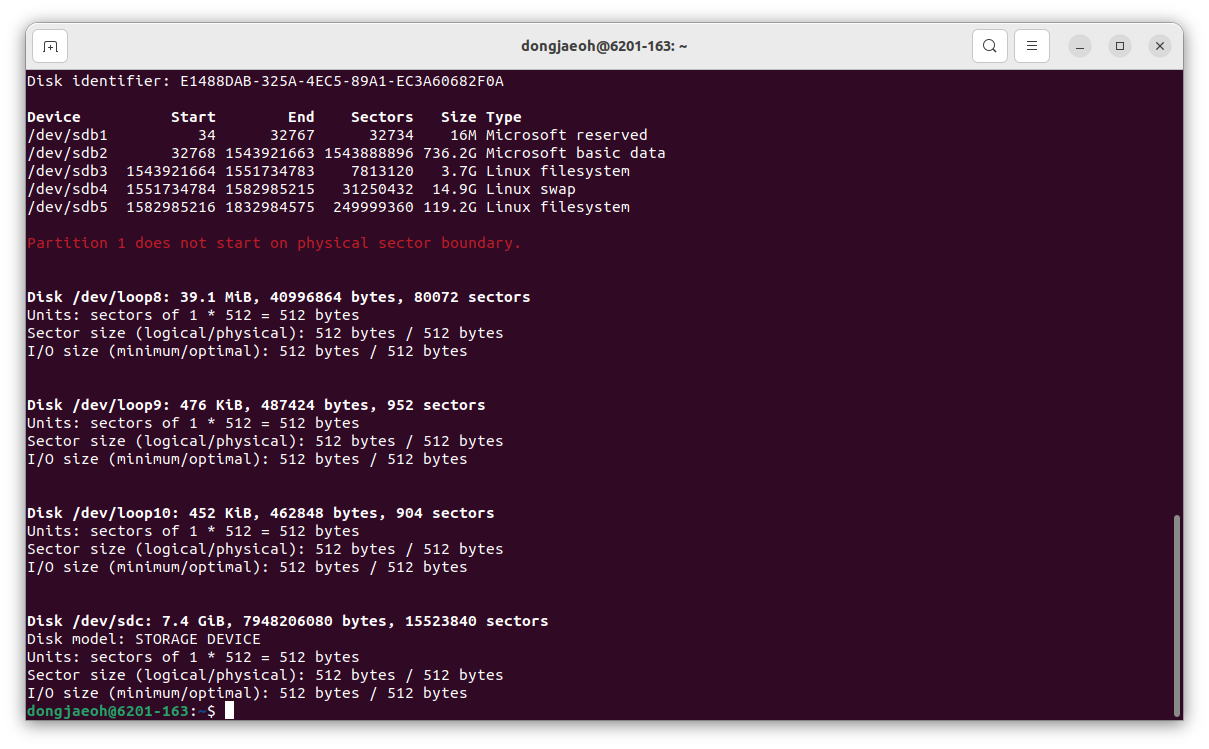 dongjaeoh@6201-163: ~
Disk identifier: E1488DAB-325A-4EC5-89A1-EC3A60682F0A
Device          Start        End    Sectors   Size Type
/dev/sdb1          34      32767      32734    16M Microsoft reserved
/dev/sdb2       32768 1543921663 1543888896 736.2G Microsoft basic data
/dev/sdb3  1543921664 1551734783    7813120   3.7G Linux filesystem
/dev/sdb4  1551734784 1582985215   31250432  14.9G Linux swap
/dev/sdb5  1582985216 1832984575  249999360 119.2G Linux filesystem
Partition 1 does not start on physical sector boundary.
Disk /dev/loop8: 39.1 MiB, 40996864 bytes, 80072 sectors
Units: sectors of 1 * 512 = 512 bytes
Sector size (logical/physical): 512 bytes / 512 bytes
I/O size (minimum/optimal): 512 bytes / 512 bytes
Disk /dev/loop9: 476 KiB, 487424 bytes, 952 sectors
Units: sectors of 1 * 512 = 512 bytes
Sector size (logical/physical): 512 bytes / 512 bytes
I/O size (minimum/optimal): 512 bytes / 512 bytes
Disk /dev/loop10: 452 KiB, 462848 bytes, 904 sectors
Units: sectors of 1 * 512 = 512 bytes
Sector size (logical/physical): 512 bytes / 512 bytes
I/O size (minimum/optimal): 512 bytes / 512 bytes
Disk /dev/sdc: 7.4 GiB, 7948206080 bytes, 15523840 sectors
Disk model: STORAGE DEVICE
Units: sectors of 1 * 512 = 512 bytes
Sector size (logical/physical): 512 bytes / 512 bytes
I/O size (minimum/optimal): 512 bytes / 512 bytes
dongjaeoh@6201-163:~$